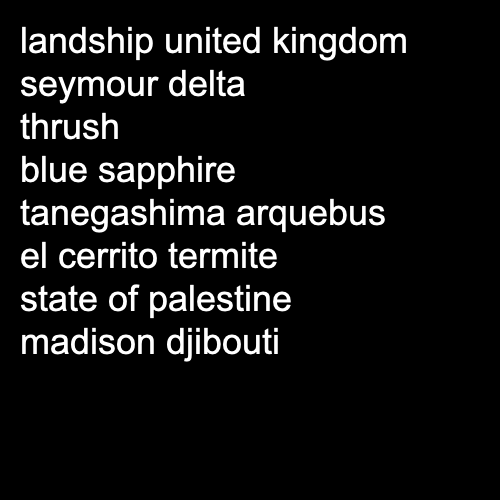 landship united kingdom
seymour delta
thrush
blue sapphire
tanegashima arquebus
el cerrito termite
state of palestine
madison djibouti